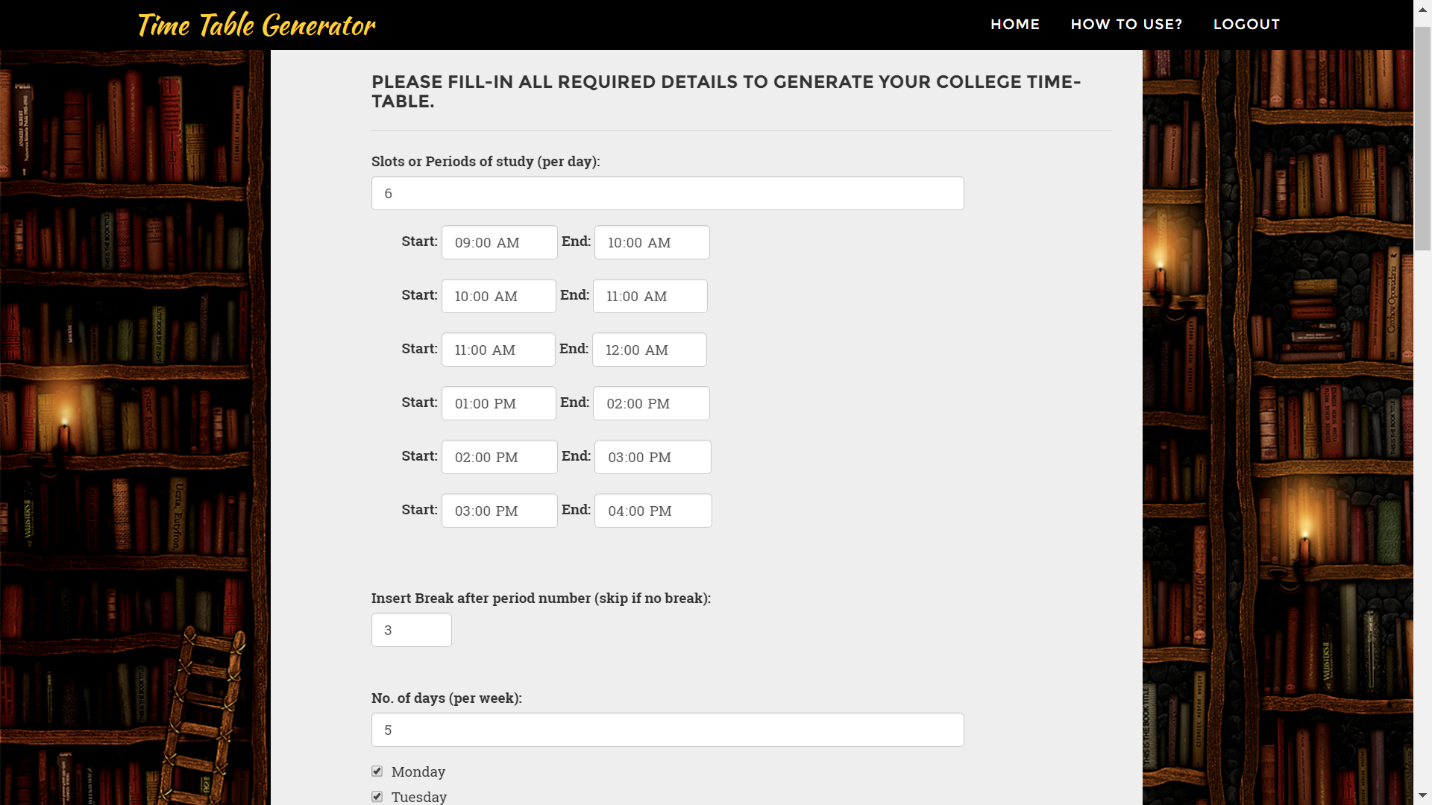 Time Table Generator
HOME HOW TO USE? LOGOUT
PLEASE FILL-IN ALL REQUIRED DETAILS TO GENERATE YOUR COLLEGE TIME-
TABLE.
Slots or Periods of study (per day):
6
Start: 09:00 AM End: 10:00 AM
Start: 10:00 AM End: 11:00 AM
Start: 11:00 AM End: 12:00 AM
Start: 01:00 PM End: 02:00 PM
Start: 02:00 PM End: 03:00 PM
Start: 03:00 PM End: 04:00 PM
Insert Break after period number (skip if no break):
3
No. of days (per week):
5
Monday
Tuesday